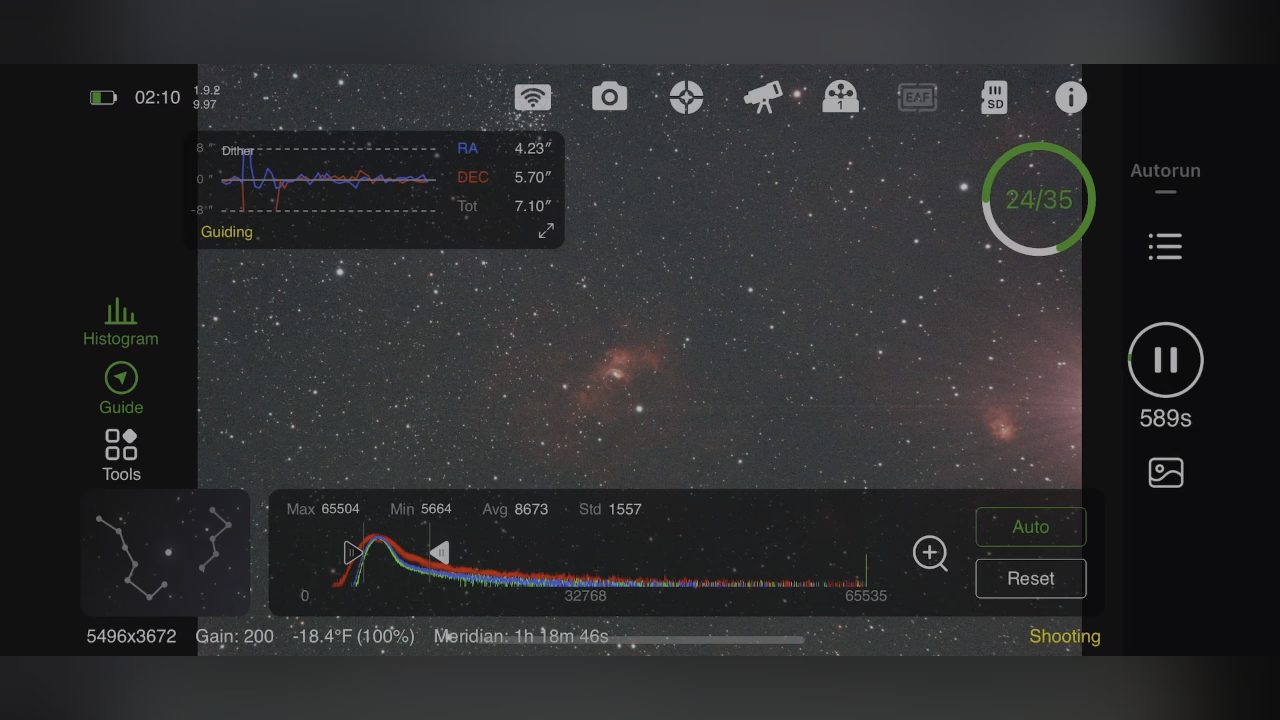 02:10
1.9.2
9.97
1
EAF
SD
8 "
Dither
0 "
-8 "
RA 4.23"
DEC 5.70"
Tot 7.10"
Guiding
24/35
Autorun
Histogram
Guide
Tools
589s
Max 65504 Min 5664 Avg 8673 Std 1557
0 32768 65535
Auto
Reset
5496x3672 Gain: 200 -18.4°F (100%) Meridian: 1h 18m 46s
Shooting